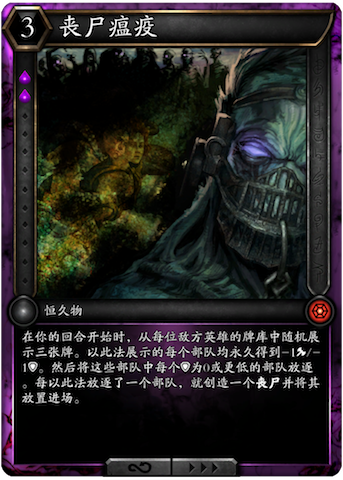 3
丧尸瘟疫
恒久物
在你的回合开始时，从每位敌方英雄的牌库中随机展
示三张牌。以此法展示的每个部队均永久得到-1/-
1。然后将这些部队中每个为0或更低的部队放逐
。每以此法放逐了一个部队，就创造一个丧尸并将其
放置进场。